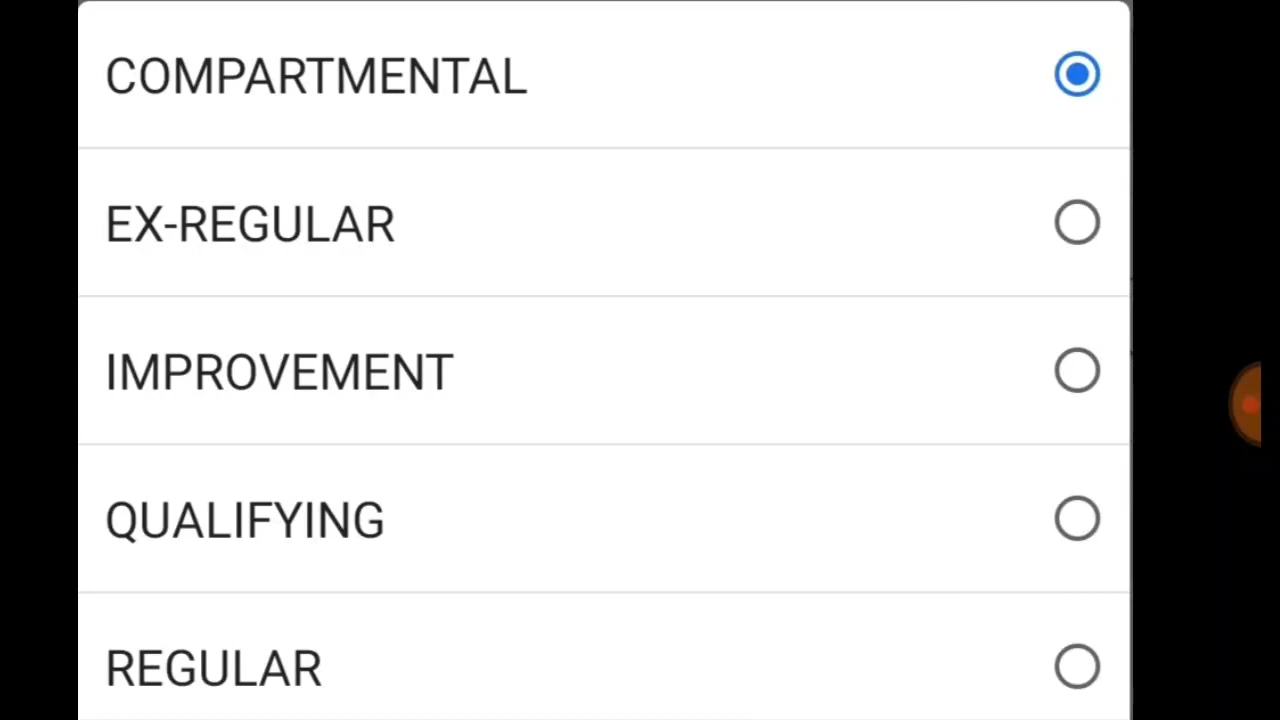 COMPARTMENTAL
EX-REGULAR
IMPROVEMENT
QUALIFYING
REGULAR